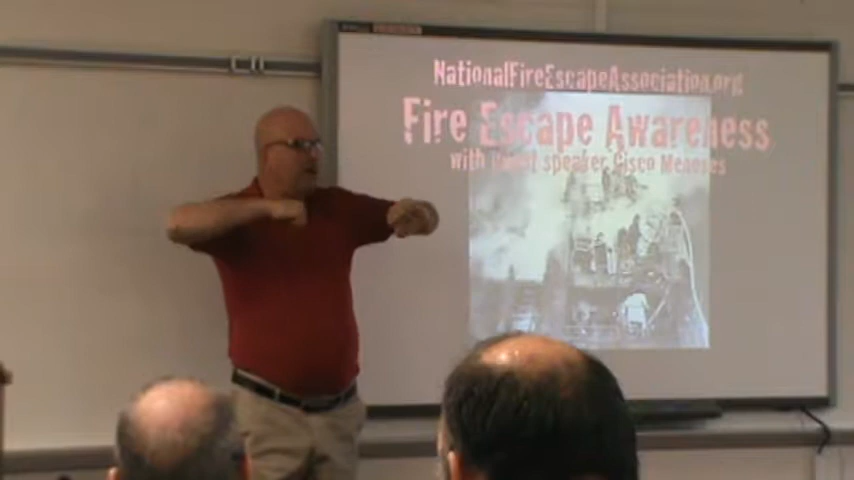 NationalFireEscapeAssociation.org
Fire Escape Awareness
with guest speaker Cisco Meneses